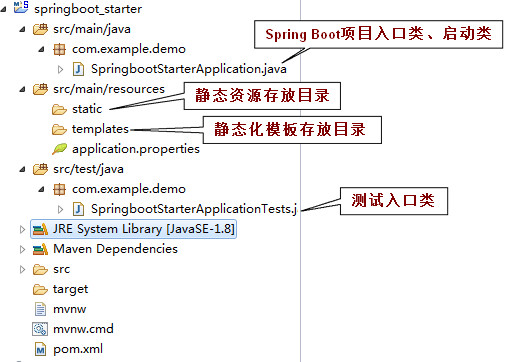 springboot_starter
src/main/java
Spring Boot项目入口类、启动类
com.example.demo
SpringbootStarterApplication.java
src/main/resources
static
静态资源存放目录
templates
静态化模板存放目录
application.properties
src/test/java
com.example.demo
SpringbootStarterApplicationTests.j
测试入口类
JRE System Library [JavaSE-1.8]
Maven Dependencies
src
target
mvnw
mvnw.cmd
pom.xml